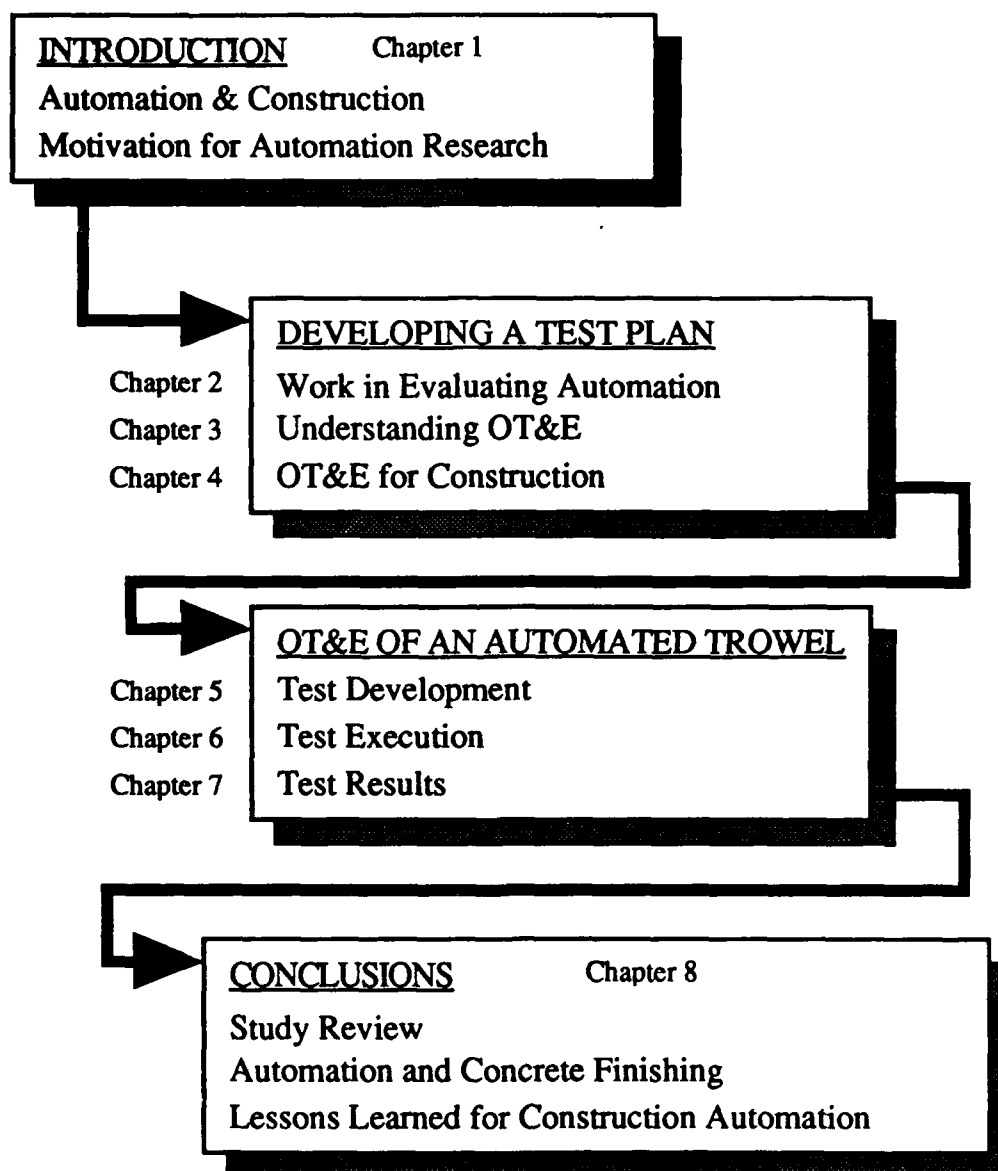 INTRODUCTION Chapter 1
Automation & Construction
Motivation for Automation Research
DEVELOPING A TEST PLAN
Chapter 2 Work in Evaluating Automation
Chapter 3 Understanding OT&E
Chapter 4 OT&E for Construction
OT&E OF AN AUTOMATED TROWEL
Chapter 5 Test Development
Chapter 6 Test Execution
Chapter 7 Test Results
CONCLUSIONS Chapter 8
Study Review
Automation and Concrete Finishing
Lessons Learned for Construction Automation